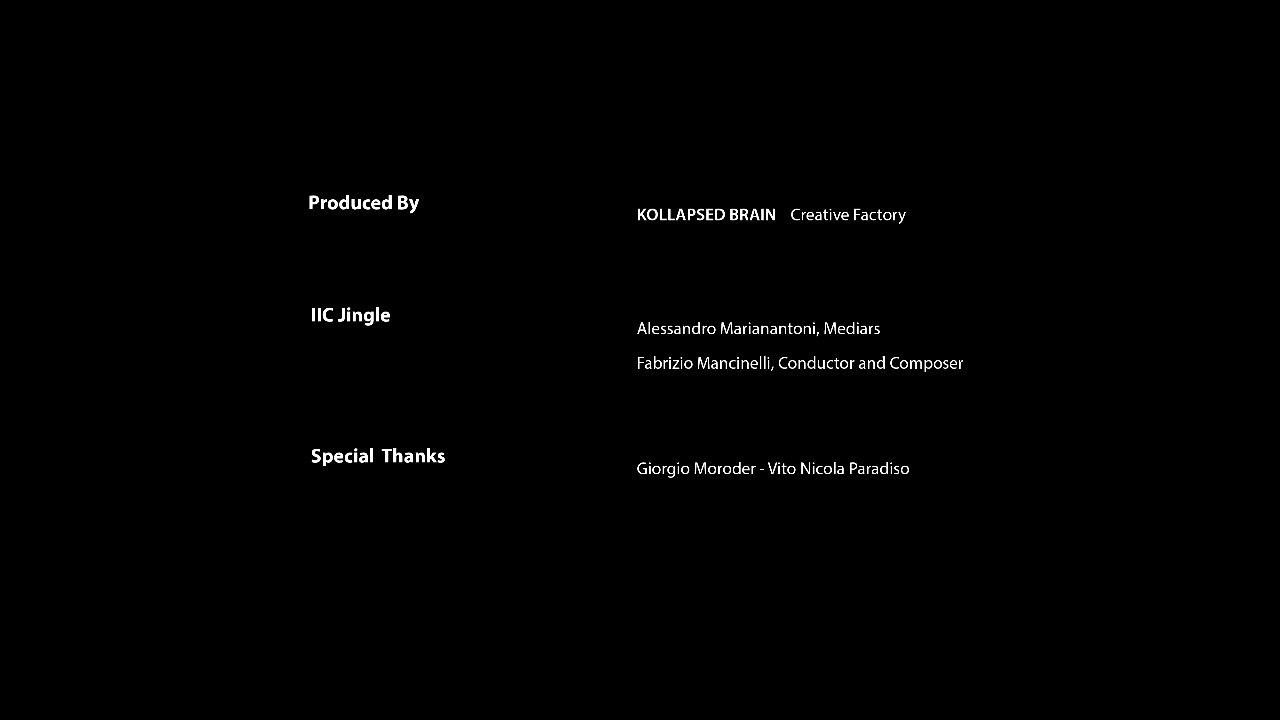 Produced By
KOLLAPSED BRAIN Creative Factory
IIC Jingle
Alessandro Marianantoni, Mediars
Fabrizio Mancinelli, Conductor and Composer
Special Thanks
Giorgio Moroder - Vito Nicola Paradiso